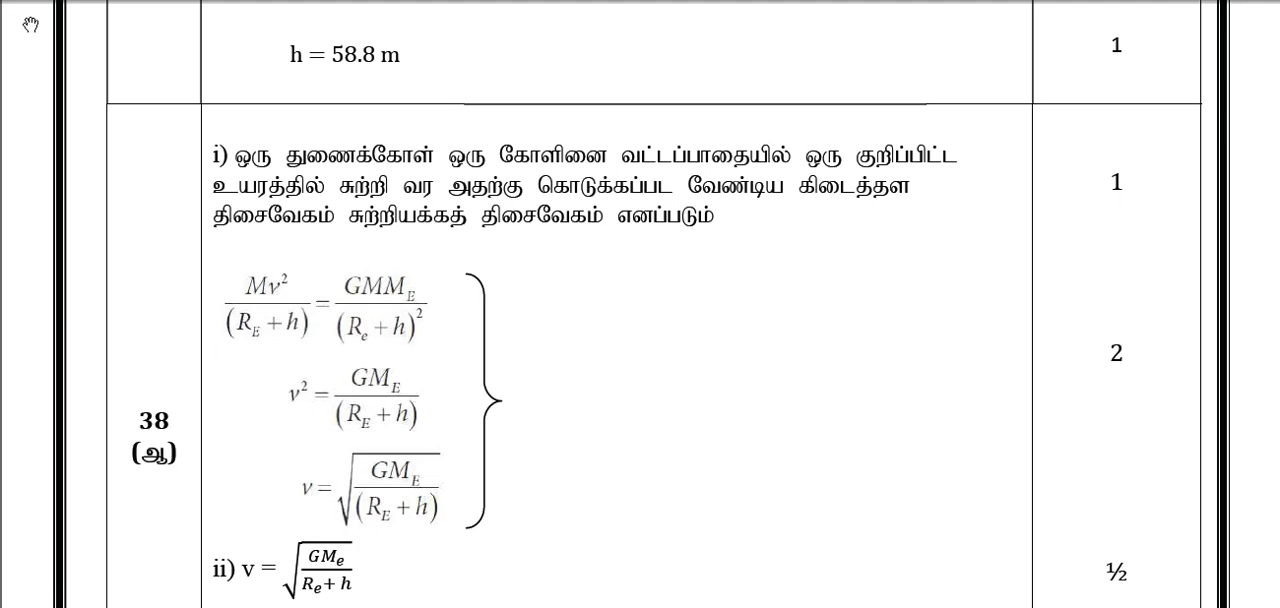 h = 58.8 m
1
i) ஒரு துணைக்கோள் ஒரு கோளினை வட்டப்பாதையில் ஒரு குறிப்பிட்ட
உயரத்தில் சுற்றி வர அதற்கு கொடுக்கப்பட வேண்டிய கிடைத்தள
திசைவேகம் சுற்றியக்கத் திசைவேகம் எனப்படும்
1
Mv²/(R_E + h) = GMM_E/(R_e + h)²
v² = GM_E/(R_E + h)
2
38
(ஆ)
v = √(GM_E/(R_E + h))
ii) v = √(GM_e/(R_e + h))
½